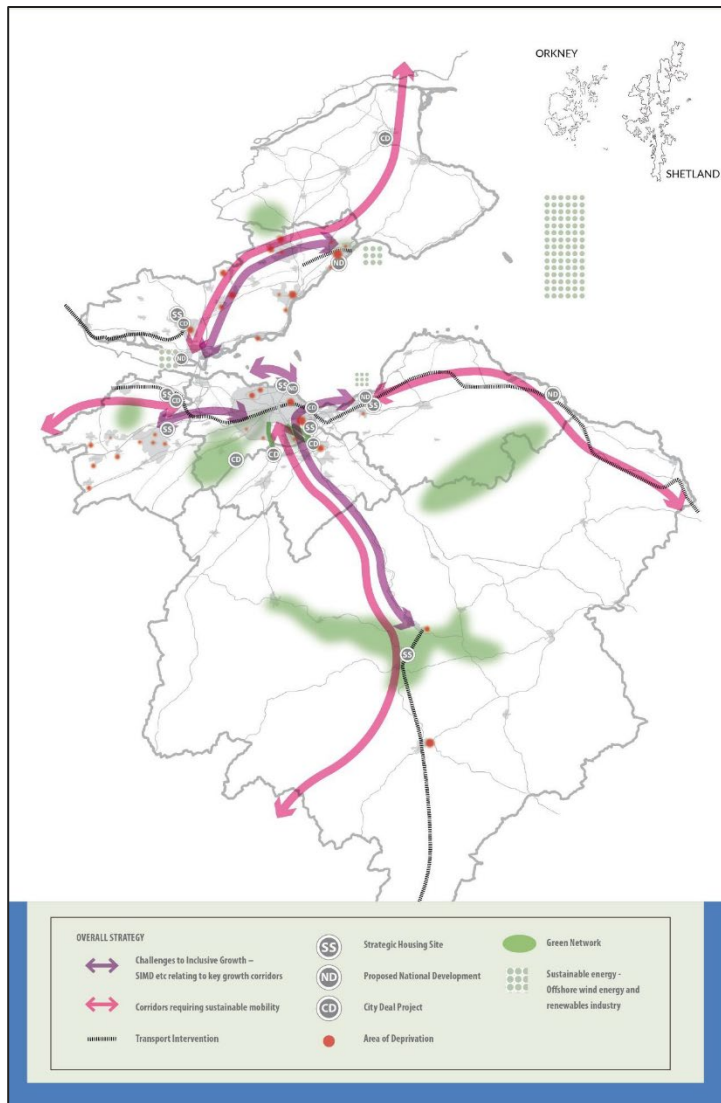 ORKNEY
SHETLAND
CD
ND
SS
CD
ND
SS
CD
SS
SS
CD
SS
CD
CD
ND
SS
ND
SS
OVERALL STRATEGY
Challenges to Inclusive Growth –
SIMD etc relating to key growth corridors
Corridors requiring sustainable mobility
Transport Intervention
SS Strategic Housing Site
ND Proposed National Development
CD City Deal Project
Area of Deprivation
Green Network
Sustainable energy -
Offshore wind energy and
renewables industry